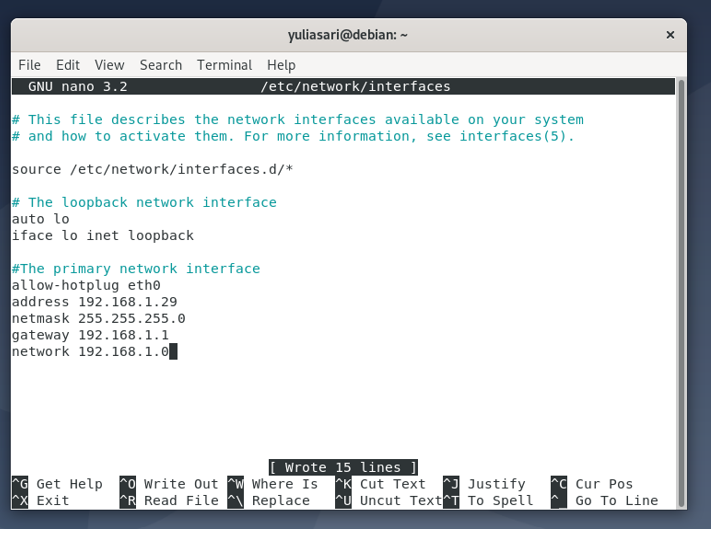 yuliasari@debian: ~
File Edit View Search Terminal Help
GNU nano 3.2 /etc/network/interfaces
# This file describes the network interfaces available on your system
# and how to activate them. For more information, see interfaces(5).
source /etc/network/interfaces.d/*
# The loopback network interface
auto lo
iface lo inet loopback
#The primary network interface
allow-hotplug eth0
address 192.168.1.29
netmask 255.255.255.0
gateway 192.168.1.1
network 192.168.1.0
[ Wrote 15 lines ]
^G Get Help ^O Write Out ^W Where Is ^K Cut Text ^J Justify ^C Cur Pos
^X Exit ^R Read File ^\ Replace ^U Uncut Text ^T To Spell ^_ Go To Line